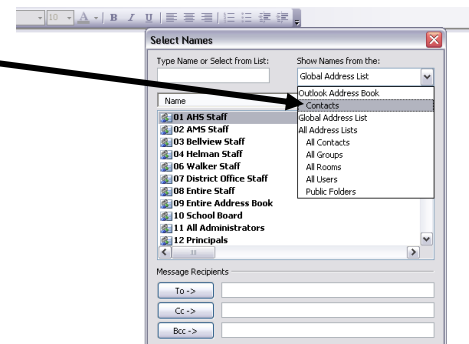 10 A B I U
Select Names
Type Name or Select from List: Show Names from the:
Global Address List
Outlook Address Book
Contacts
Global Address List
All Address Lists
All Contacts
All Groups
All Rooms
All Users
Public Folders
Name
01 AHS Staff
02 AMS Staff
03 Bellview Staff
04 Helman Staff
06 Walker Staff
07 District Office Staff
08 Entire Staff
09 Entire Address Book
10 School Board
11 All Administrators
12 Principals
Message Recipients
To ->
Cc ->
Bcc ->